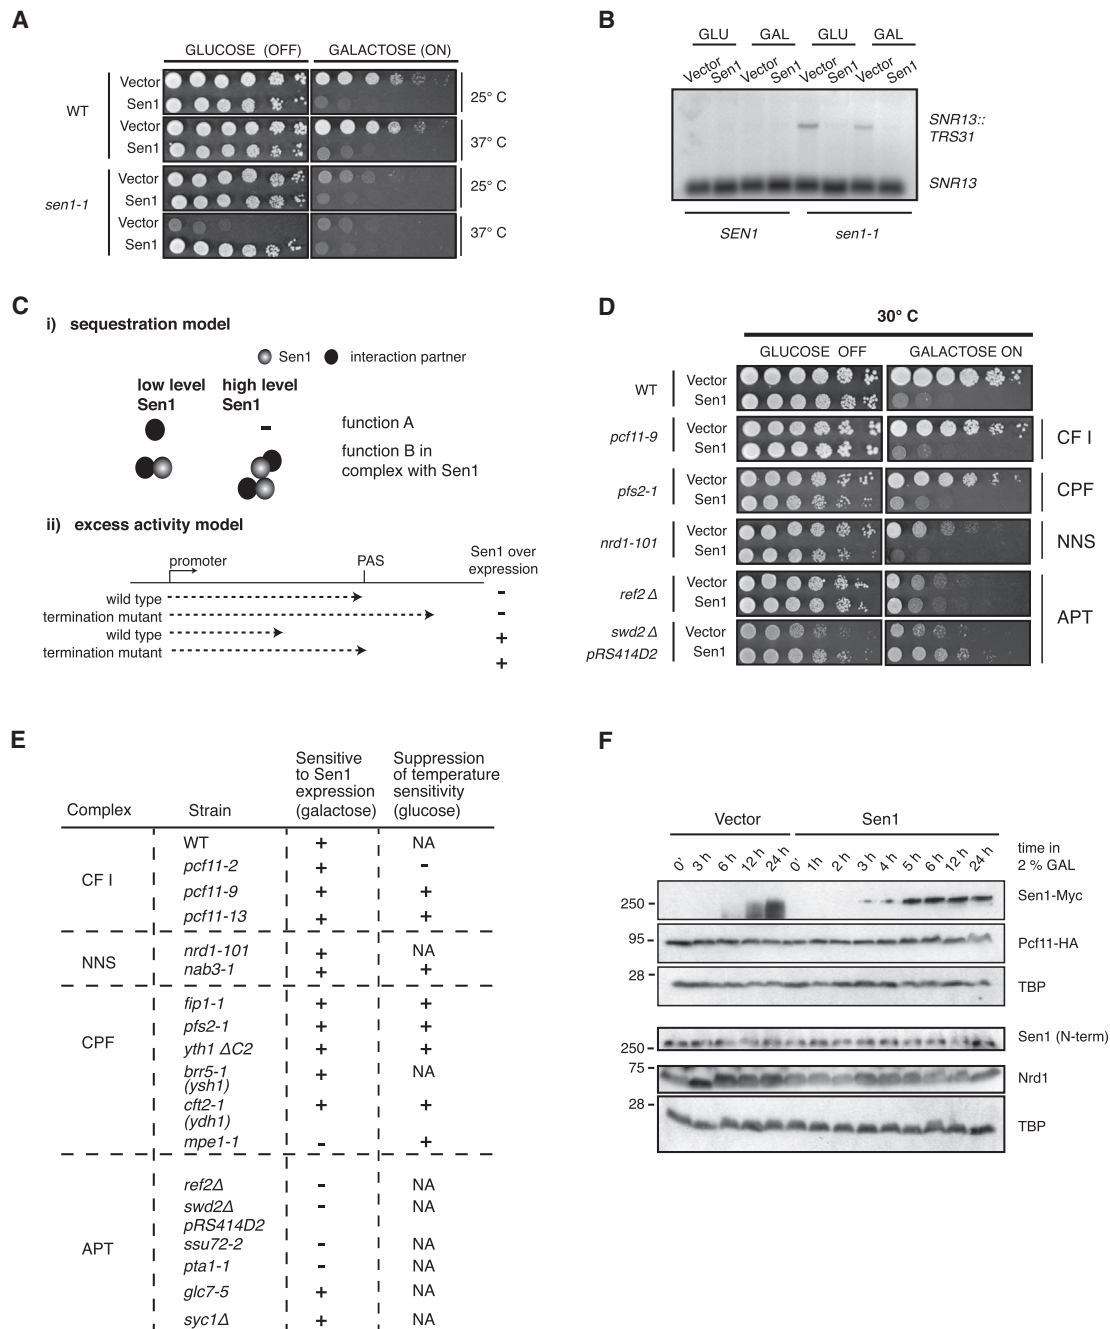 A
GLUCOSE (OFF) GALACTOSE (ON)
WT
Vector
Sen1
25° C
Vector
Sen1
37° C
sen1-1
Vector
Sen1
25° C
Vector
Sen1
37° C
B
GLU GAL GLU GAL
Vector Sen1 Vector Sen1 Vector Sen1 Vector Sen1
SNR13::
TRS31
SNR13
SEN1 sen1-1
C
i) sequestration model
Sen1 interaction partner
low level
Sen1
high level
Sen1
function A
-
function B in
complex with Sen1
ii) excess activity model
promoter PAS
Sen1 over
expression
wild type -
termination mutant -
wild type +
termination mutant +
D
30° C
GLUCOSE OFF GALACTOSE ON
WT
Vector
Sen1
pcf11-9
Vector
Sen1
CF I
pfs2-1
Vector
Sen1
CPF
nrd1-101
Vector
Sen1
NNS
ref2 Δ
Vector
Sen1
APT
swd2 Δ Vector
pRS414D2 Sen1
E
Complex
Strain
Sensitive
to Sen1
expression
(galactose)
Suppression
of temperature
sensitivity
(glucose)
CF I
WT + NA
pcf11-2 + -
pcf11-9 + +
pcf11-13 + +
NNS
nrd1-101 + NA
nab3-1 + +
CPF
fip1-1 + +
pfs2-1 + +
yth1 ΔC2 + +
brr5-1 + NA
(ysh1)
cft2-1 + +
(ydh1)
mpe1-1 - +
APT
ref2Δ - NA
swd2Δ - NA
pRS414D2
ssu72-2 - NA
pta1-1 - NA
glc7-5 + NA
syc1Δ + NA
F
Vector Sen1
0' 3 h 6 h 12 h 24 h 0' 1h 2 h 3 h 4 h 5 h 6 h 12 h 24 h
time in
2 % GAL
250 - Sen1-Myc
95 - Pcf11-HA
28 - TBP
250 - Sen1 (N-term)
75 - Nrd1
28 - TBP